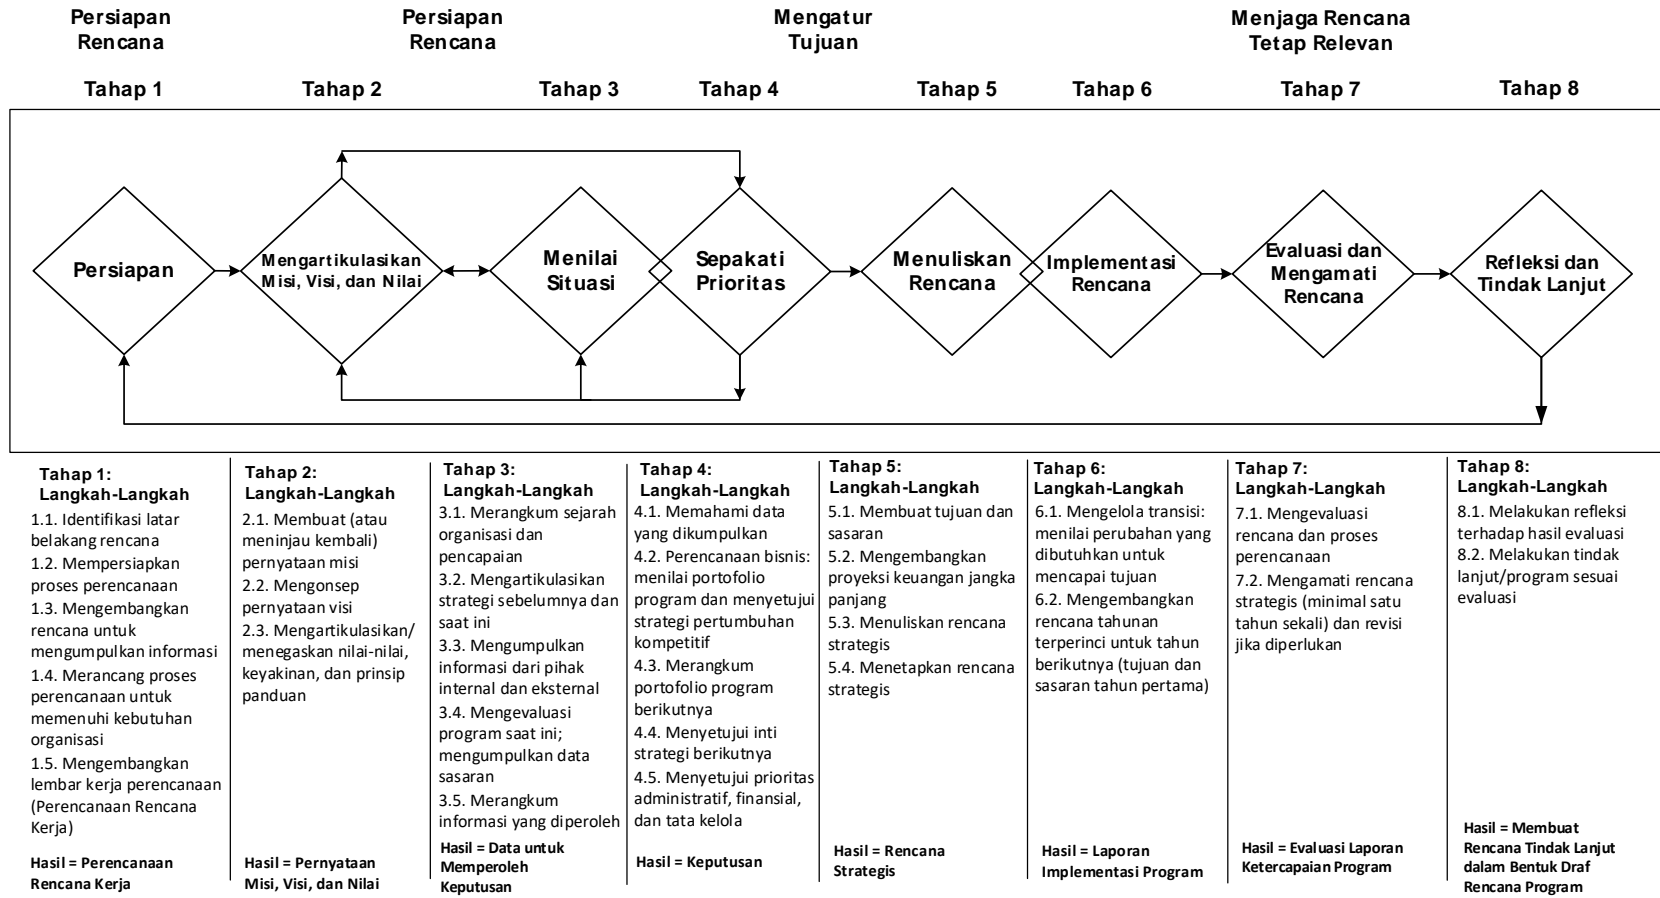 Persiapan
Rencana
Persiapan
Rencana
Mengatur
Tujuan
Menjaga Rencana
Tetap Relevan
Tahap 1
Tahap 2
Tahap 3
Tahap 4
Tahap 5
Tahap 6
Tahap 7
Tahap 8
Persiapan
Mengartikulasikan
Misi, Visi, dan Nilai
Menilai
Situasi
Sepakati
Prioritas
Menuliskan
Rencana
Implementasi
Rencana
Evaluasi dan
Mengamati
Rencana
Refleksi dan
Tindak Lanjut
Tahap 1:
Langkah-Langkah
1.1. Identifikasi latar
belakang rencana
1.2. Mempersiapkan
proses perencanaan
1.3. Mengembangkan
rencana untuk
mengumpulkan informasi
1.4. Merancang proses
perencanaan untuk
memenuhi kebutuhan
organisasi
1.5. Mengembangkan
lembar kerja perencanaan
(Perencanaan Rencana
Kerja)
Hasil = Perencanaan
Rencana Kerja
Tahap 2:
Langkah-Langkah
2.1. Membuat (atau
meninjau kembali)
pernyataan misi
2.2. Mengonsep
pernyataan visi
2.3. Mengartikulasikan/
menegaskan nilai-nilai,
keyakinan, dan prinsip
panduan
Hasil = Pernyataan
Misi, Visi, dan Nilai
Tahap 3:
Langkah-Langkah
3.1. Merangkum sejarah
organisasi dan
pencapaian
3.2. Mengartikulasikan
strategi sebelumnya dan
saat ini
3.3. Mengumpulkan
informasi dari pihak
internal dan eksternal
3.4. Mengevaluasi
program saat ini;
mengumpulkan data
sasaran
3.5. Merangkum
informasi yang diperoleh
Hasil = Data untuk
Memperoleh
Keputusan
Tahap 4:
Langkah-Langkah
4.1. Memahami data
yang dikumpulkan
4.2. Perencanaan bisnis:
menilai portofolio
program dan menyetujui
strategi pertumbuhan
kompetitif
4.3. Merangkum
portofolio program
berikutnya
4.4. Menyetujui inti
strategi berikutnya
4.5. Menyetujui prioritas
administratif, finansial,
dan tata kelola
Hasil = Keputusan
Tahap 5:
Langkah-Langkah
5.1. Membuat tujuan dan
sasaran
5.2. Mengembangkan
proyeksi keuangan jangka
panjang
5.3. Menuliskan rencana
strategis
5.4. Menetapkan rencana
strategis
Hasil = Rencana
Strategis
Tahap 6:
Langkah-Langkah
6.1. Mengelola transisi:
menilai perubahan yang
dibutuhkan untuk
mencapai tujuan
6.2. Mengembangkan
rencana tahunan
terperinci untuk tahun
berikutnya (tujuan dan
sasaran tahun pertama)
Hasil = Laporan
Implementasi Program
Tahap 7:
Langkah-Langkah
7.1. Mengevaluasi
rencana dan proses
perencanaan
7.2. Mengamati rencana
strategis (minimal satu
tahun sekali) dan revisi
jika diperlukan
Hasil = Evaluasi Laporan
Ketercapaian Program
Tahap 8:
Langkah-Langkah
8.1. Melakukan refleksi
terhadap hasil evaluasi
8.2. Melakukan tindak
lanjut/program sesuai
evaluasi
Hasil = Membuat
Rencana Tindak Lanjut
dalam Bentuk Draf
Rencana Program